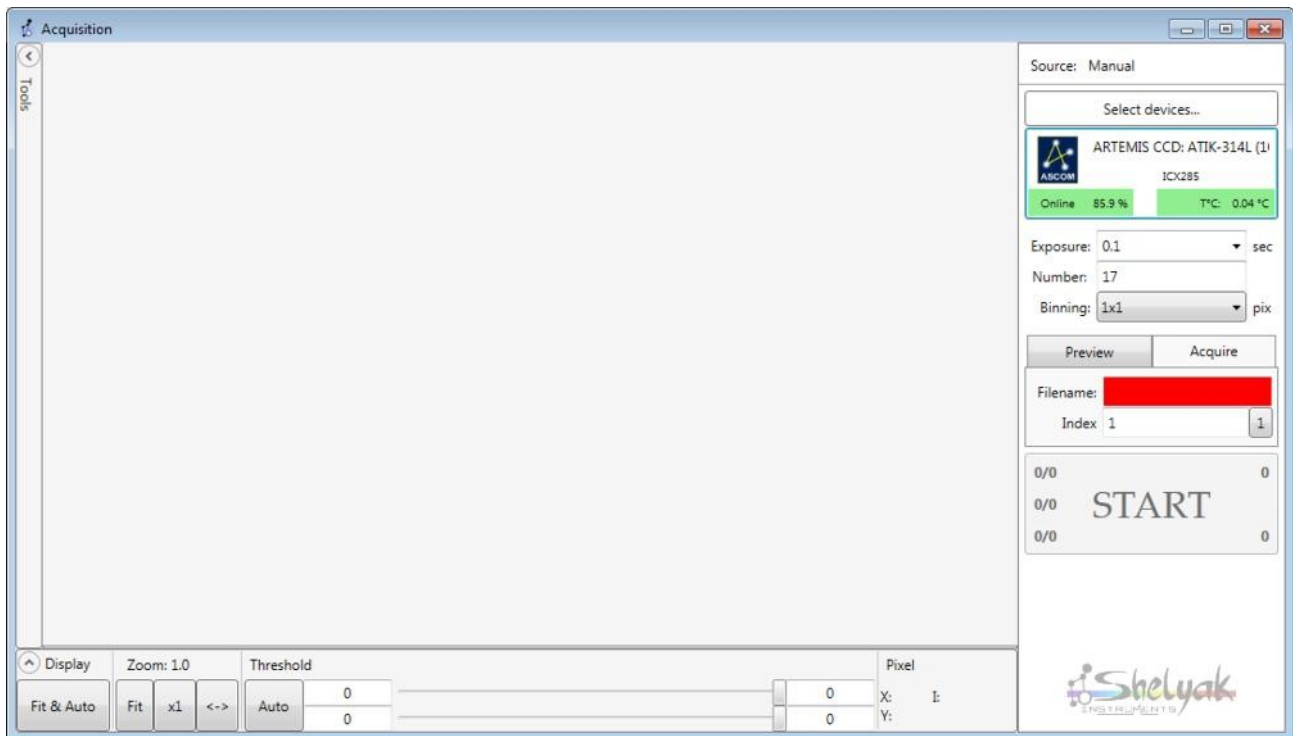 Acquisition
Tools
Source: Manual
Select devices...
ARTEMIS CCD: ATIK-314L (1
ASCOM
ICX285
Online 85.9 % T°C: 0.04 °C
Exposure: 0.1 sec
Number: 17
Binning: 1x1 pix
Preview Acquire
Filename:
Index 1 1
0/0 0
0/0 START
0/0 0
Display Zoom: 1.0 Threshold Pixel
Fit & Auto Fit x1 <-> Auto 0 0 X: I:
0 0 Y:
Shelyak
INSTRUMENTS